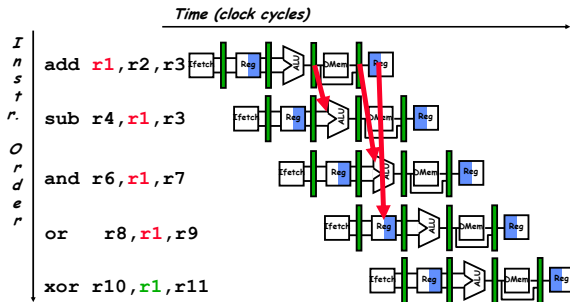 Time (clock cycles)
Instr. Order
add r1,r2,r3
Ifetch Reg ALU DMem Reg
sub r4,r1,r3
Ifetch Reg ALU DMem Reg
and r6,r1,r7
Ifetch Reg ALU DMem Reg
or r8,r1,r9
Ifetch Reg ALU DMem Reg
xor r10,r1,r11
Ifetch Reg ALU DMem Reg